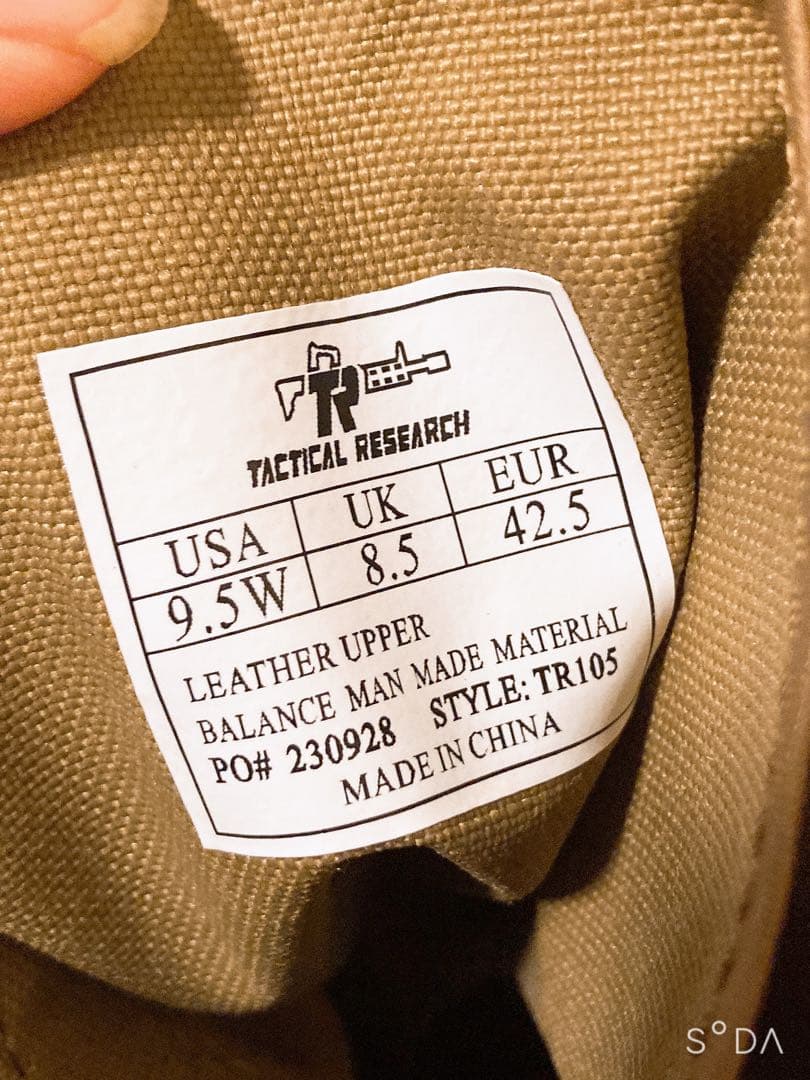 TR
TACTICAL RESEARCH
USA UK EUR
9.5W 8.5 42.5
LEATHER UPPER
BALANCE MAN MADE MATERIAL
PO# 230928 STYLE: TR105
MADE IN CHINA
S°DA